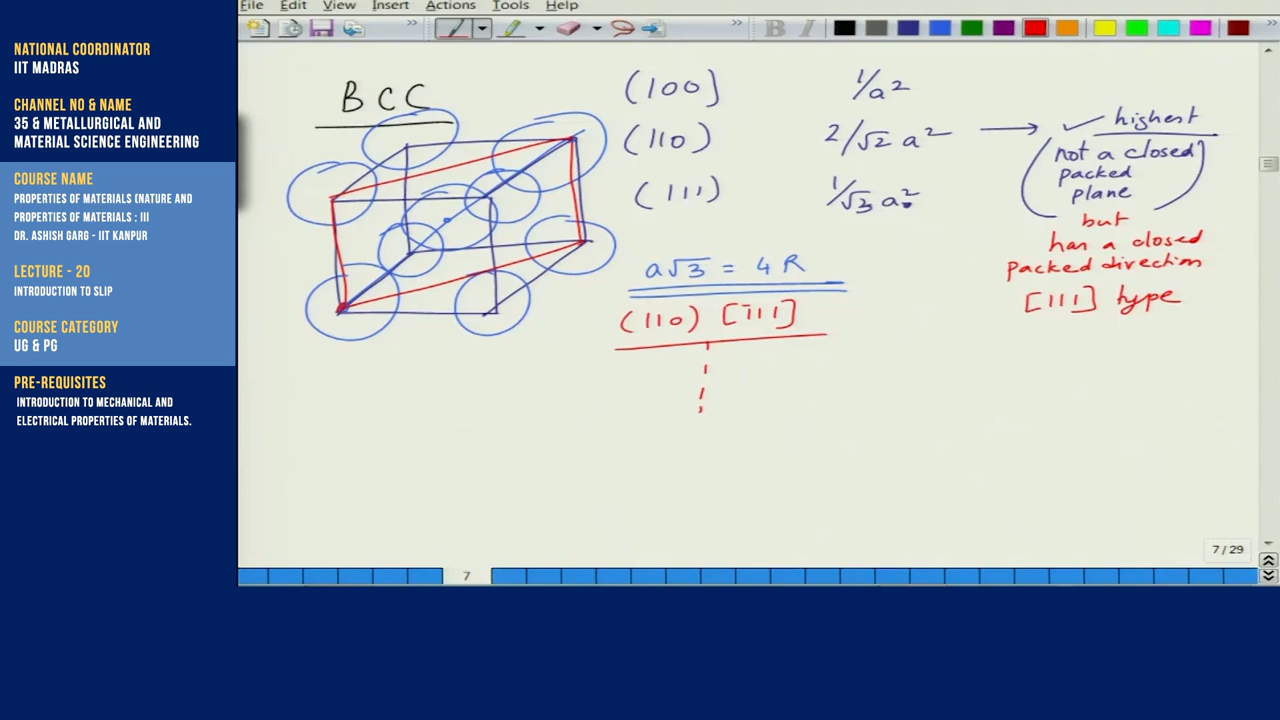 NATIONAL COORDINATOR
IIT MADRAS
CHANNEL NO & NAME
35 & METALLURGICAL AND
MATERIAL SCIENCE ENGINEERING
COURSE NAME
PROPERTIES OF MATERIALS (NATURE AND
PROPERTIES OF MATERIALS : III
DR. ASHISH GARG - IIT KANPUR
LECTURE - 20
INTRODUCTION TO SLIP
COURSE CATEGORY
UG & PG
PRE-REQUISITES
INTRODUCTION TO MECHANICAL AND
ELECTRICAL PROPERTIES OF MATERIALS.
File Edit View Insert Actions Tools Help
B I
BCC
(100) 1/a²
(110) 2/√2 a² → ✓ highest
(not a closed
packed
plane)
(111) 1/√3 a²
but
has a closed
packed direction
[111] type
a√3 = 4R
(110) [1̄11]
7 / 29
7